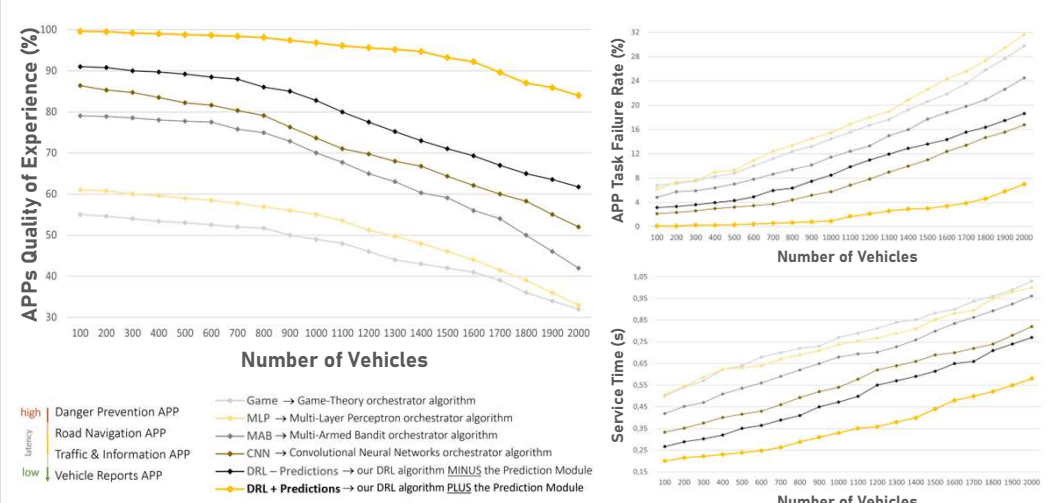 APPs Quality of Experience (%)
100
90
80
70
60
50
40
30
100 200 300 400 500 600 700 800 900 1000 1100 1200 1300 1400 1500 1600 1700 1800 1900 2000
Number of Vehicles
APP Task Failure Rate (%)
32
28
24
20
16
12
8
4
0
100 200 300 400 500 600 700 800 900 1000 1100 1200 1300 1400 1500 1600 1700 1800 1900 2000
Number of Vehicles
Service Time (s)
1,05
0,95
0,85
0,75
0,65
0,55
0,45
0,35
0,25
0,15
100 200 300 400 500 600 700 800 900 1000 1100 1200 1300 1400 1500 1600 1700 1800 1900 2000
Number of Vehicles
high
latency
low
Danger Prevention APP
Road Navigation APP
Traffic & Information APP
Vehicle Reports APP
Game → Game-Theory orchestrator algorithm
MLP → Multi-Layer Perceptron orchestrator algorithm
MAB → Multi-Armed Bandit orchestrator algorithm
CNN → Convolutional Neural Networks orchestrator algorithm
DRL – Predictions → our DRL algorithm MINUS the Prediction Module
DRL + Predictions → our DRL algorithm PLUS the Prediction Module